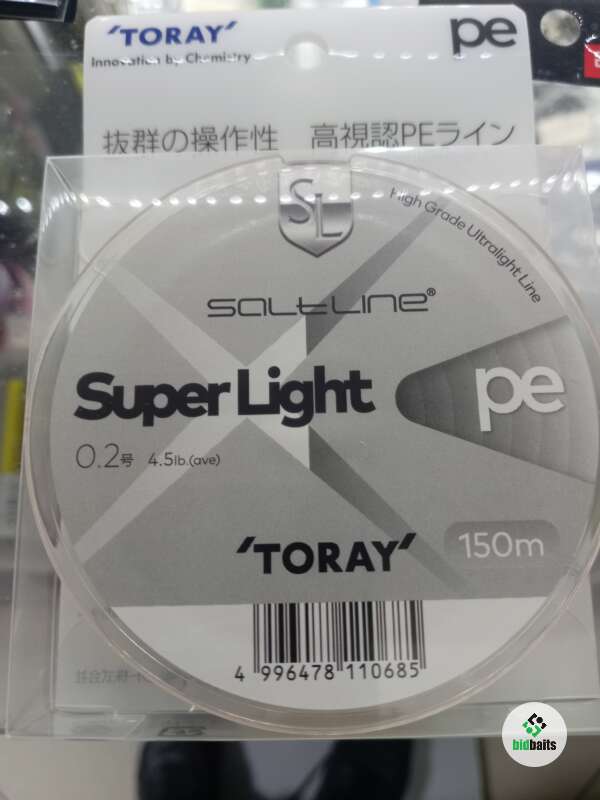 'TORAY'
Innovation by Chemistry
pe
抜群の操作性 高視認PEライン
SL
High Grade Ultralight Line
SALTLINE®
Super Light
pe
0.2号 4.5lb.(ave)
'TORAY'
150m
4 996478 110685
bidbaits